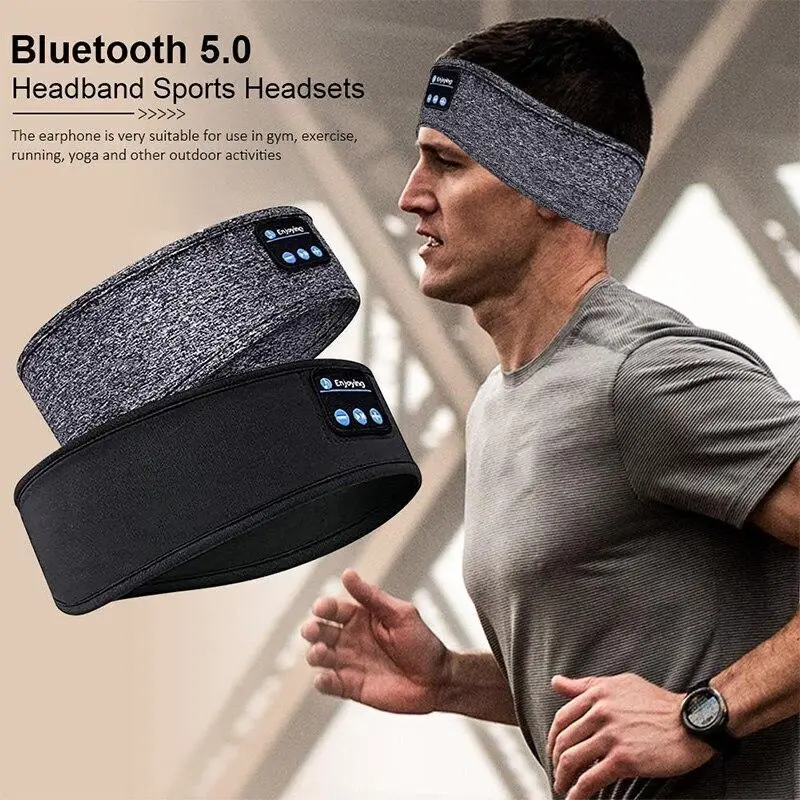 Bluetooth 5.0
Headband Sports Headsets
>>>>>
The earphone is very suitable for use in gym, exercise,
running, yoga and other outdoor activities
Enjoying
Enjoying
Enjoying